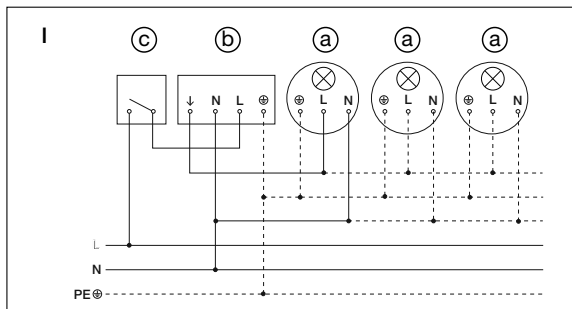 I ⓒ ⓑ ⓐ ⓐ ⓐ
↓ N L ⏚ ⏚ L N ⏚ L N ⏚ L N
L
N
PE ⏚